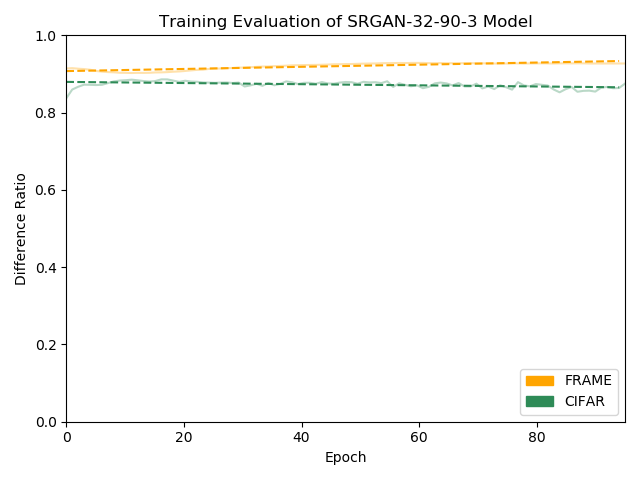 Training Evaluation of SRGAN-32-90-3 Model
1.0
0.8
0.6
0.4
0.2
0.0
Difference Ratio
FRAME
CIFAR
0 20 40 60 80
Epoch